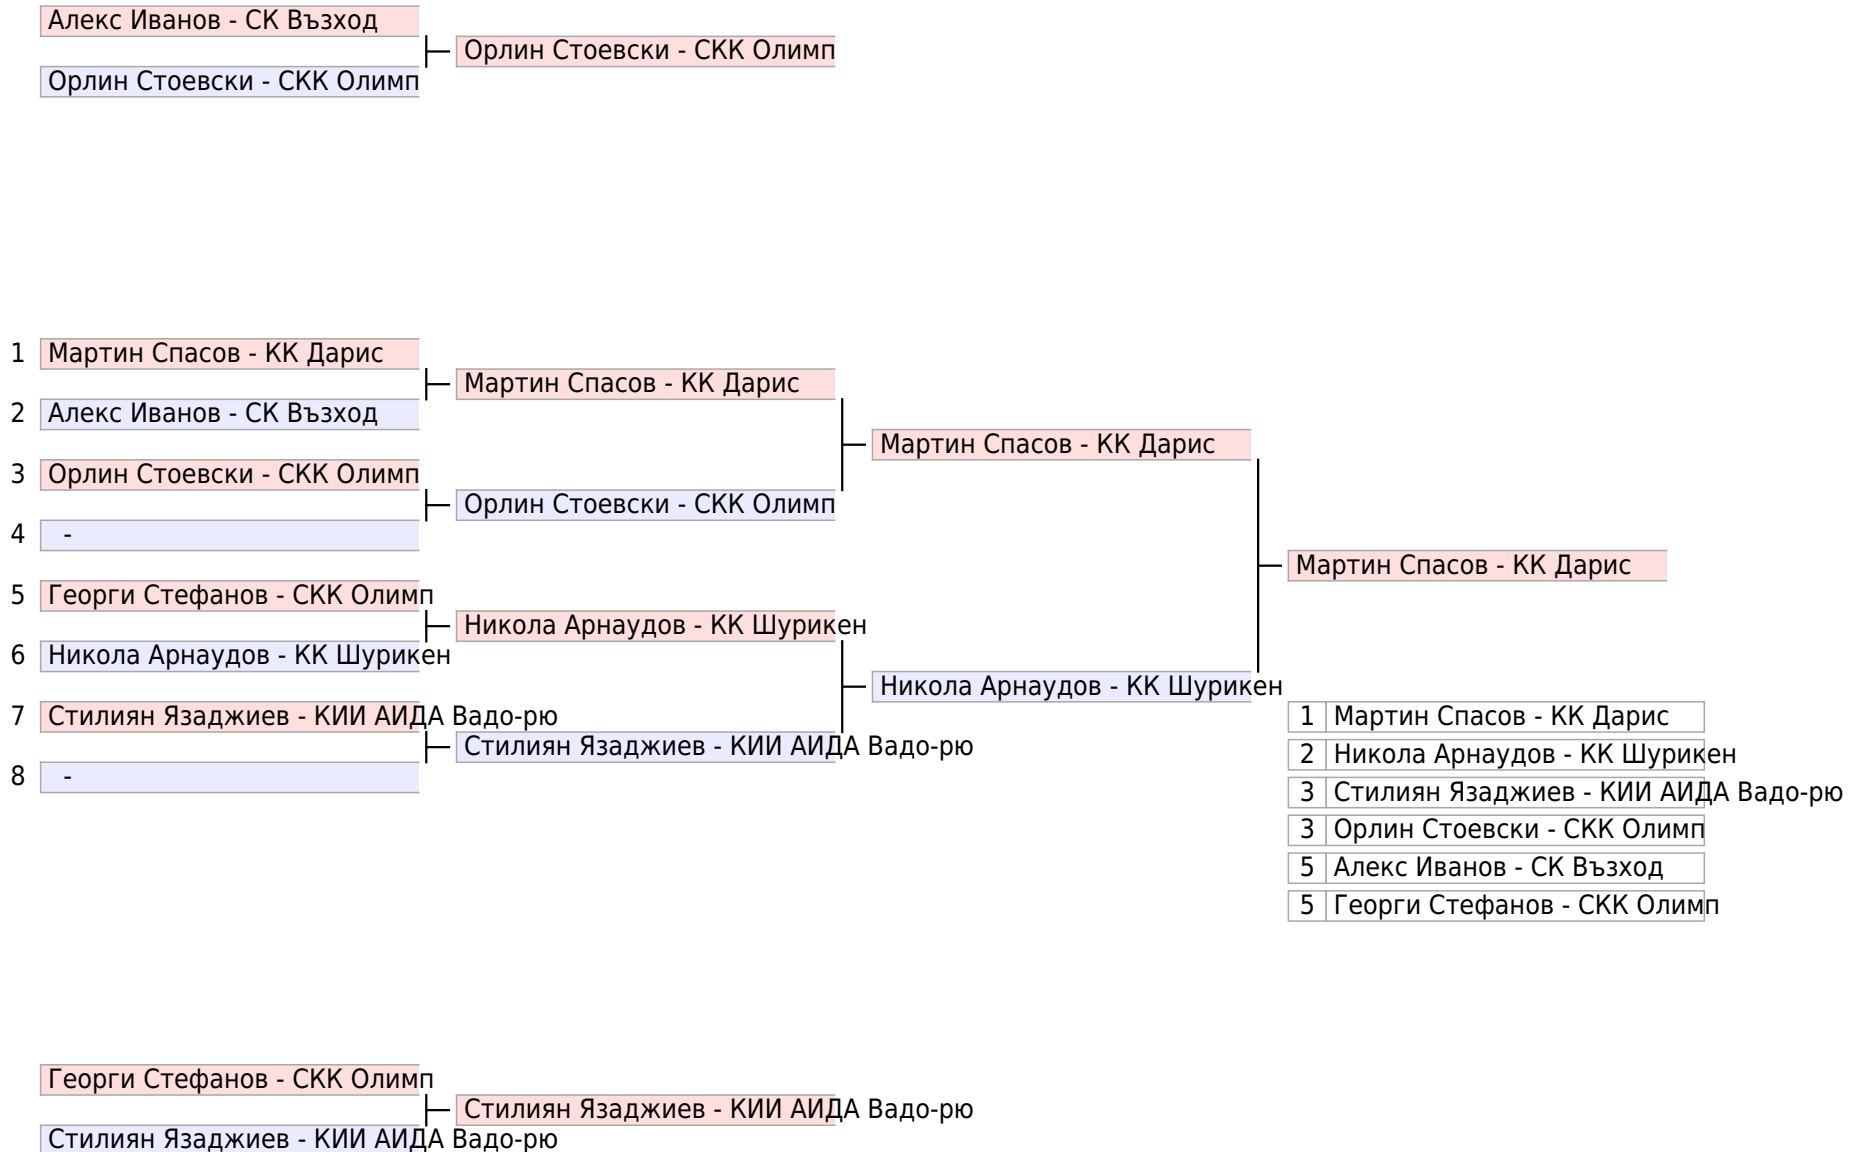 Алекс Иванов - СК Възход
Орлин Стоевски - СКК Олимп
Орлин Стоевски - СКК Олимп
1 Мартин Спасов - КК Дарис
Мартин Спасов - КК Дарис
2 Алекс Иванов - СК Възход
Мартин Спасов - КК Дарис
3 Орлин Стоевски - СКК Олимп
Орлин Стоевски - СКК Олимп
4 -
Мартин Спасов - КК Дарис
5 Георги Стефанов - СКК Олимп
Никола Арнаудов - КК Шурикен
6 Никола Арнаудов - КК Шурикен
Никола Арнаудов - КК Шурикен
7 Стилиян Язаджиев - КИИ АИДА Вадо-рю
Стилиян Язаджиев - КИИ АИДА Вадо-рю
8 -
1 Мартин Спасов - КК Дарис
2 Никола Арнаудов - КК Шурикен
3 Стилиян Язаджиев - КИИ АИДА Вадо-рю
3 Орлин Стоевски - СКК Олимп
5 Алекс Иванов - СК Възход
5 Георги Стефанов - СКК Олимп
Георги Стефанов - СКК Олимп
Стилиян Язаджиев - КИИ АИДА Вадо-рю
Стилиян Язаджиев - КИИ АИДА Вадо-рю